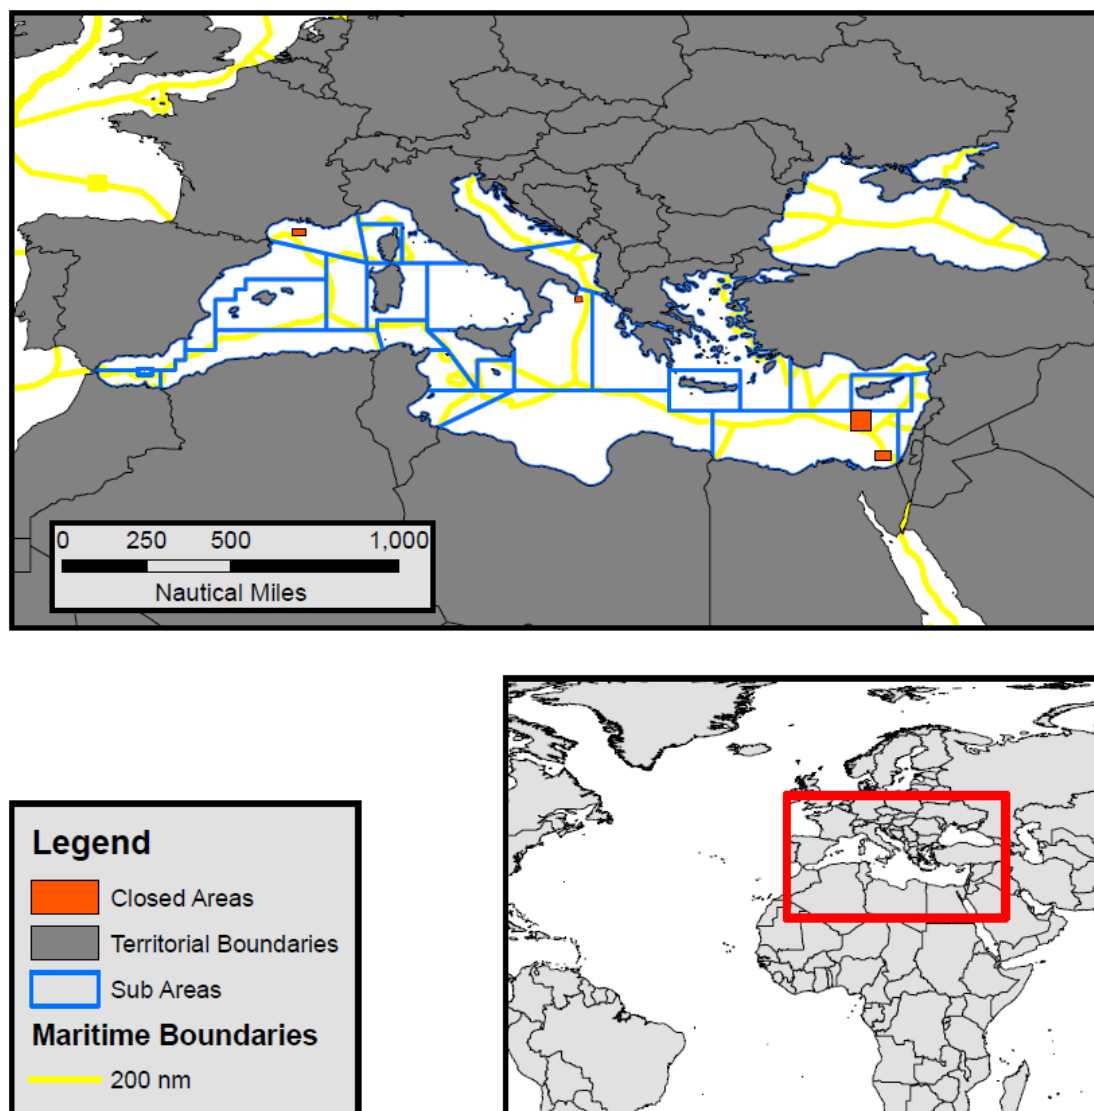 0 250 500 1,000
Nautical Miles
Legend
Closed Areas
Territorial Boundaries
Sub Areas
Maritime Boundaries
200 nm